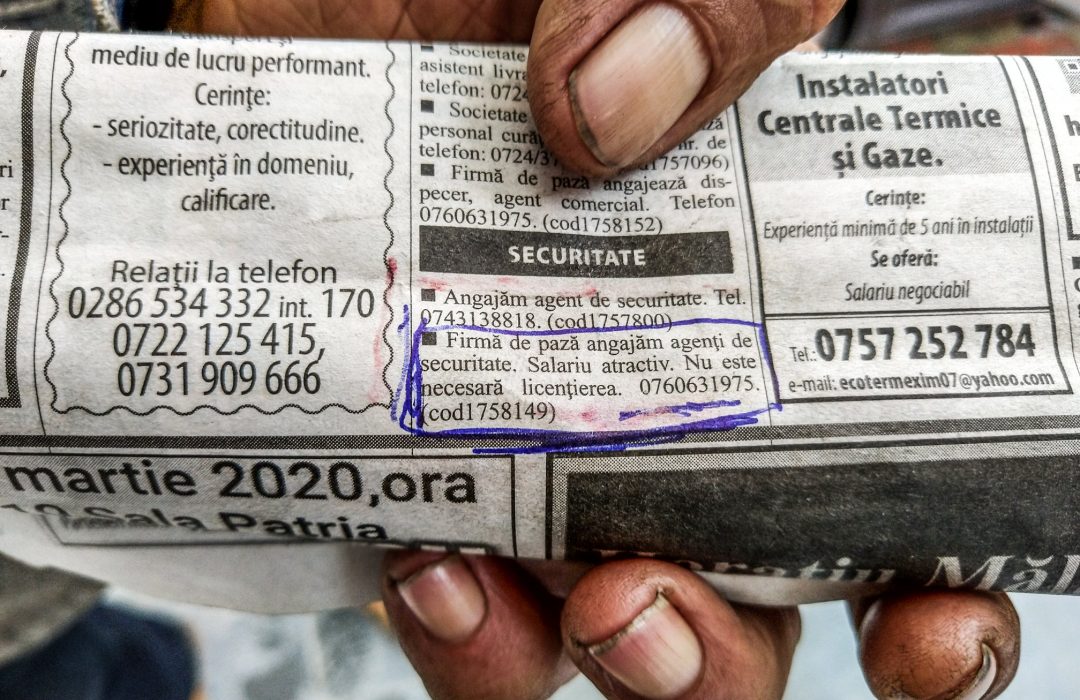 mediu de lucru performant.
Cerințe:
- seriozitate, corectitudine.
- experiență în domeniu,
calificare.
Relații la telefon
0286 534 332 int. 170
0722 125 415,
0731 909 666
Societate
asistent
telefon: 072
Societate
personal
nr. de
telefon: 0724/3
1757096)
Firmă de pază angajează dis-
pecer, agent comercial. Telefon
0760631975. (cod1758152)
SECURITATE
Angajăm agent de securitate. Tel.
0743138818. (cod1757800)
Firmă de pază angajăm agenți de
securitate. Salariu atractiv. Nu este
necesară licențierea. 0760631975.
(cod1758149)
Instalatori
Centrale Termice
și Gaze.
Cerințe:
Experiență minimă de 5 ani în instalații
Se oferă:
Salariu negociabil
Tel.: 0757 252 784
e-mail: ecotermexim07@yahoo.com
martie 2020,ora
Sala Patria